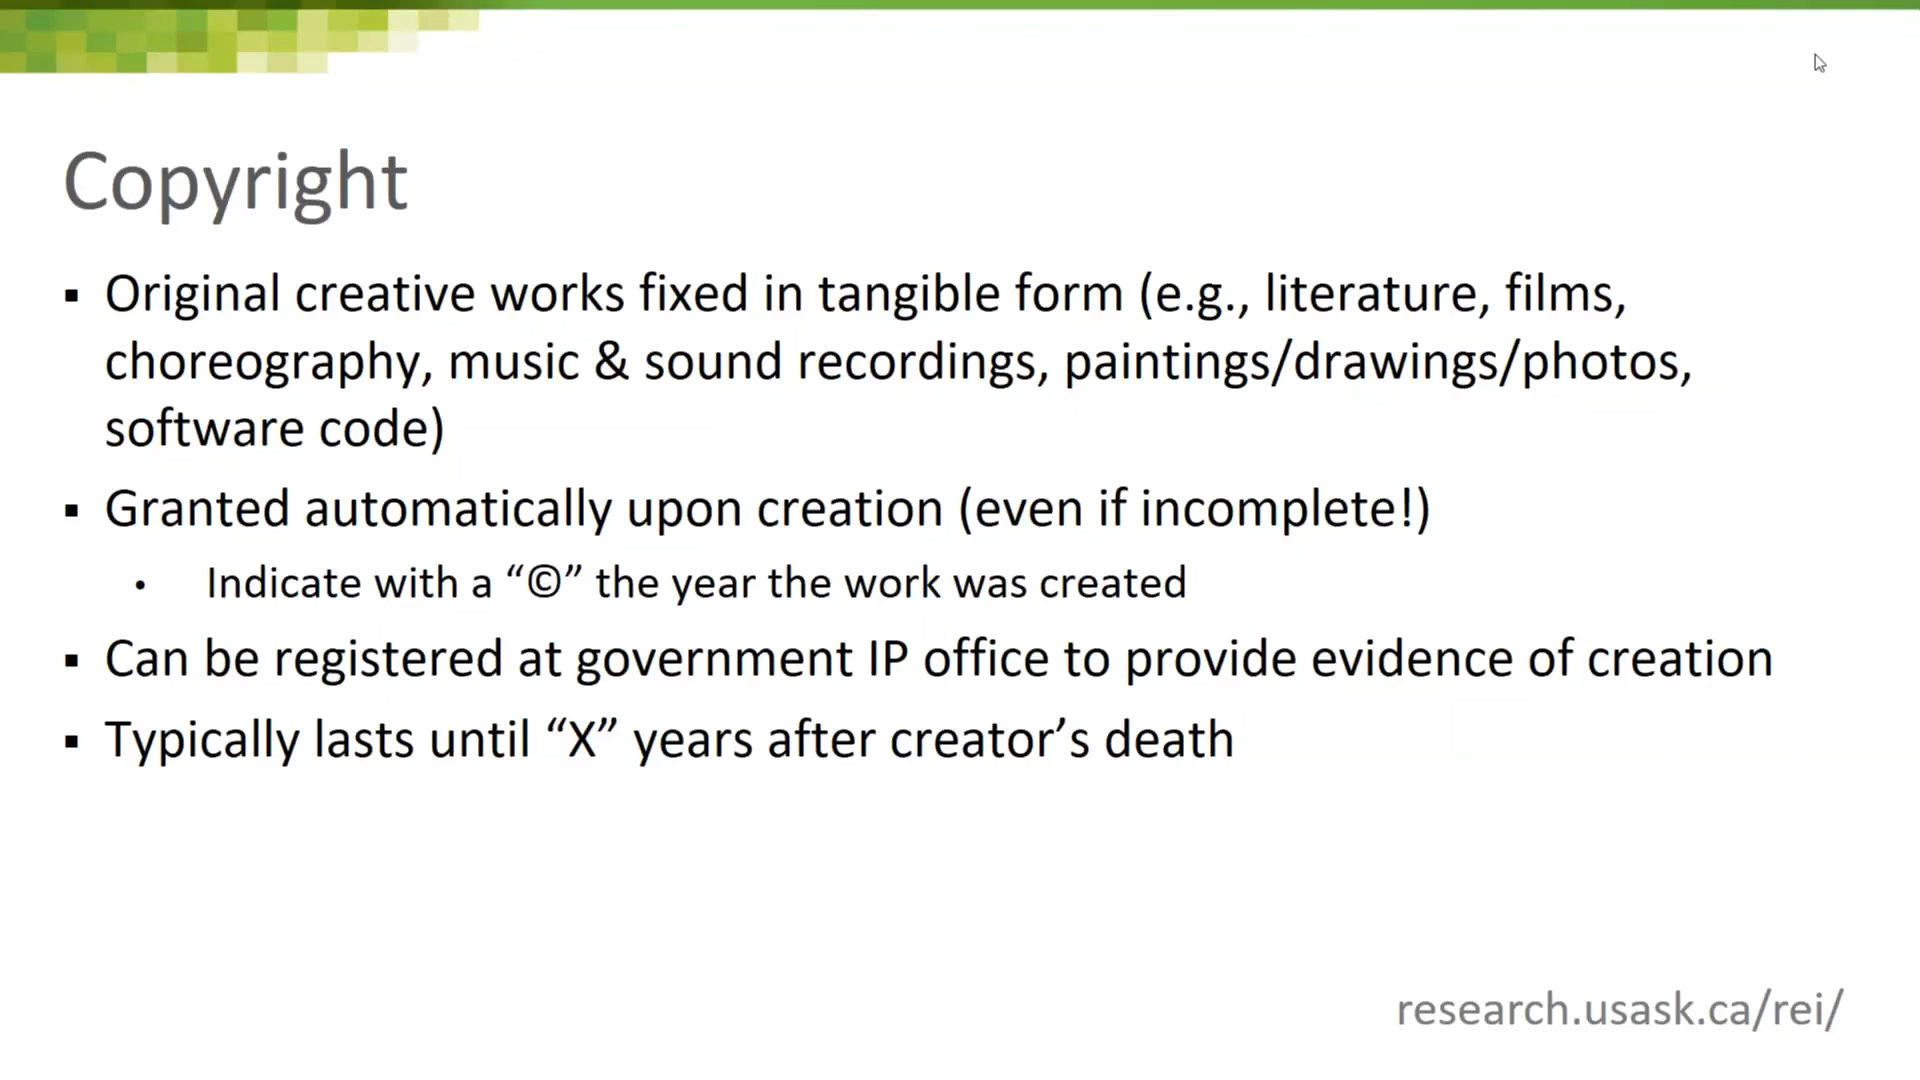 Copyright
▪ Original creative works fixed in tangible form (e.g., literature, films,
choreography, music & sound recordings, paintings/drawings/photos,
software code)
▪ Granted automatically upon creation (even if incomplete!)
• Indicate with a “©” the year the work was created
▪ Can be registered at government IP office to provide evidence of creation
▪ Typically lasts until “X” years after creator’s death
research.usask.ca/rei/